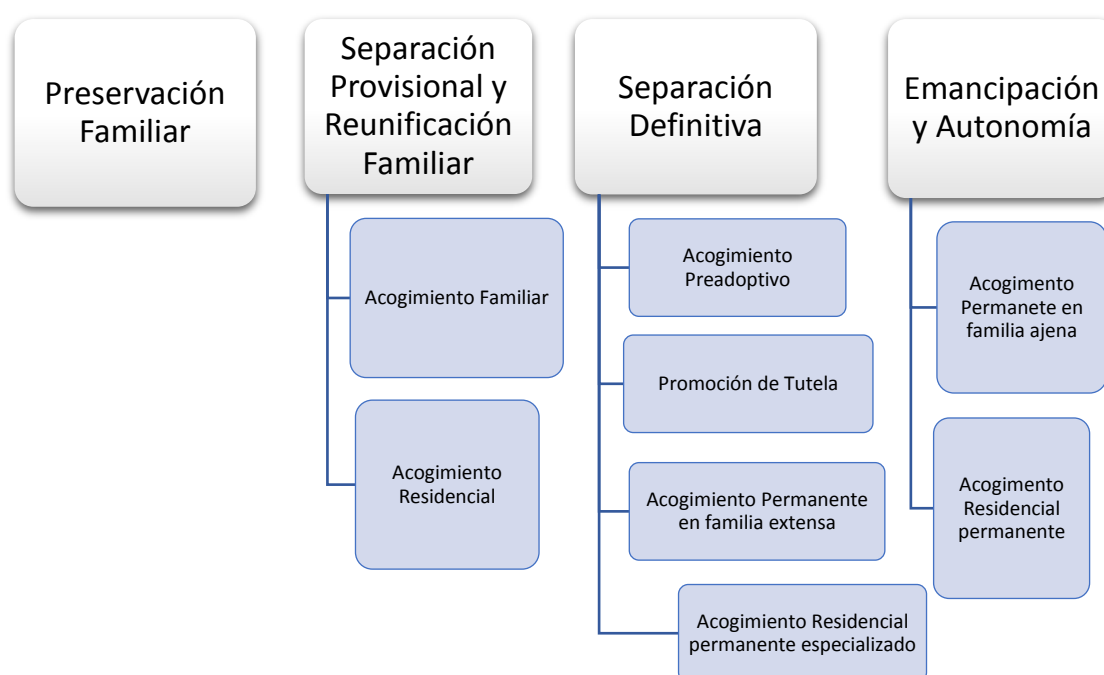 Preservación
Familiar
Separación
Provisional y
Reunificación
Familiar
Acogimiento Familiar
Acogimiento
Residencial
Separación
Definitiva
Acogimiento
Preadoptivo
Promoción de Tutela
Acogimiento Permanente
en familia extensa
Acogimiento Residencial
permanente especializado
Emancipación
y Autonomía
Acogimento
Permanete en
familia ajena
Acogimento
Residencial
permanente